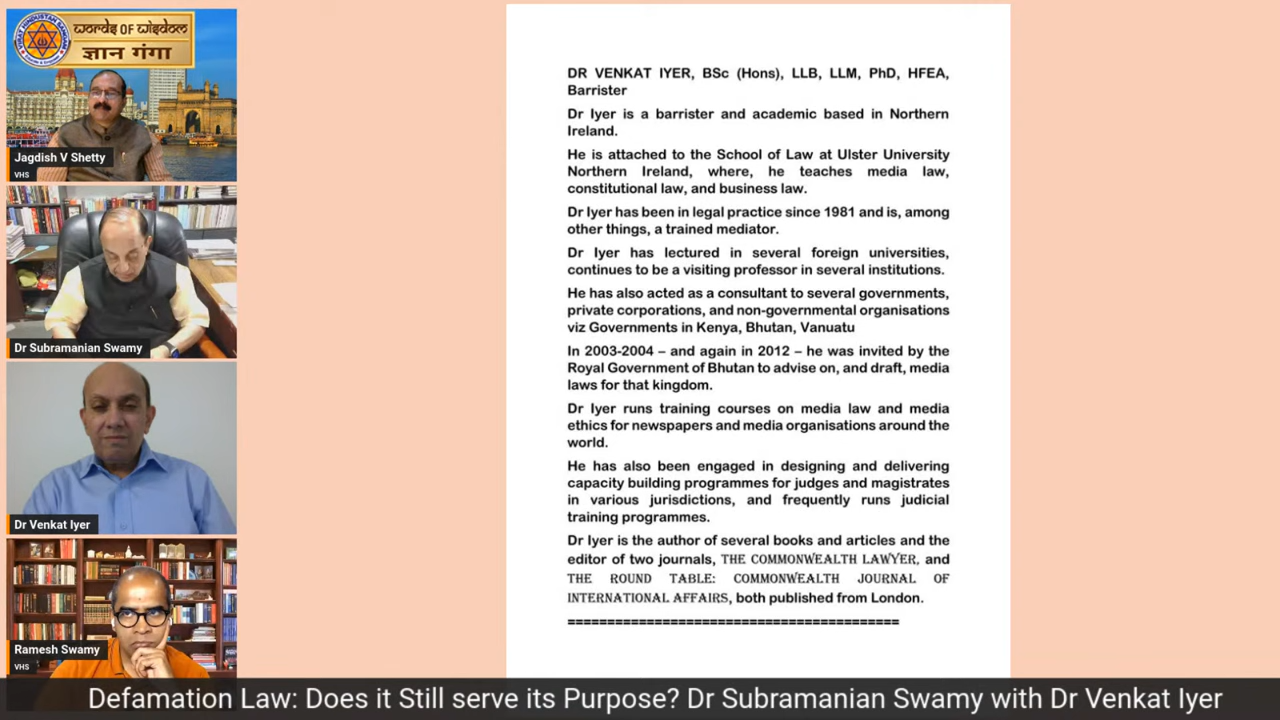 words of wisdom
ज्ञान गंगा
Jagdish V Shetty
VHS
Dr Subramanian Swamy
Dr Venkat Iyer
Ramesh Swamy
VHS
DR VENKAT IYER, BSc (Hons), LLB, LLM, PhD, HFEA,
Barrister
Dr Iyer is a barrister and academic based in Northern
Ireland.
He is attached to the School of Law at Ulster University
Northern Ireland, where, he teaches media law,
constitutional law, and business law.
Dr Iyer has been in legal practice since 1981 and is, among
other things, a trained mediator.
Dr Iyer has lectured in several foreign universities,
continues to be a visiting professor in several institutions.
He has also acted as a consultant to several governments,
private corporations, and non-governmental organisations
viz Governments in Kenya, Bhutan, Vanuatu
In 2003-2004 – and again in 2012 – he was invited by the
Royal Government of Bhutan to advise on, and draft, media
laws for that kingdom.
Dr Iyer runs training courses on media law and media
ethics for newspapers and media organisations around the
world.
He has also been engaged in designing and delivering
capacity building programmes for judges and magistrates
in various jurisdictions, and frequently runs judicial
training programmes.
Dr Iyer is the author of several books and articles and the
editor of two journals, THE COMMONWEALTH LAWYER, and
THE ROUND TABLE: COMMONWEALTH JOURNAL OF
INTERNATIONAL AFFAIRS, both published from London.
==========================================
Defamation Law: Does it Still serve its Purpose? Dr Subramanian Swamy with Dr Venkat Iyer